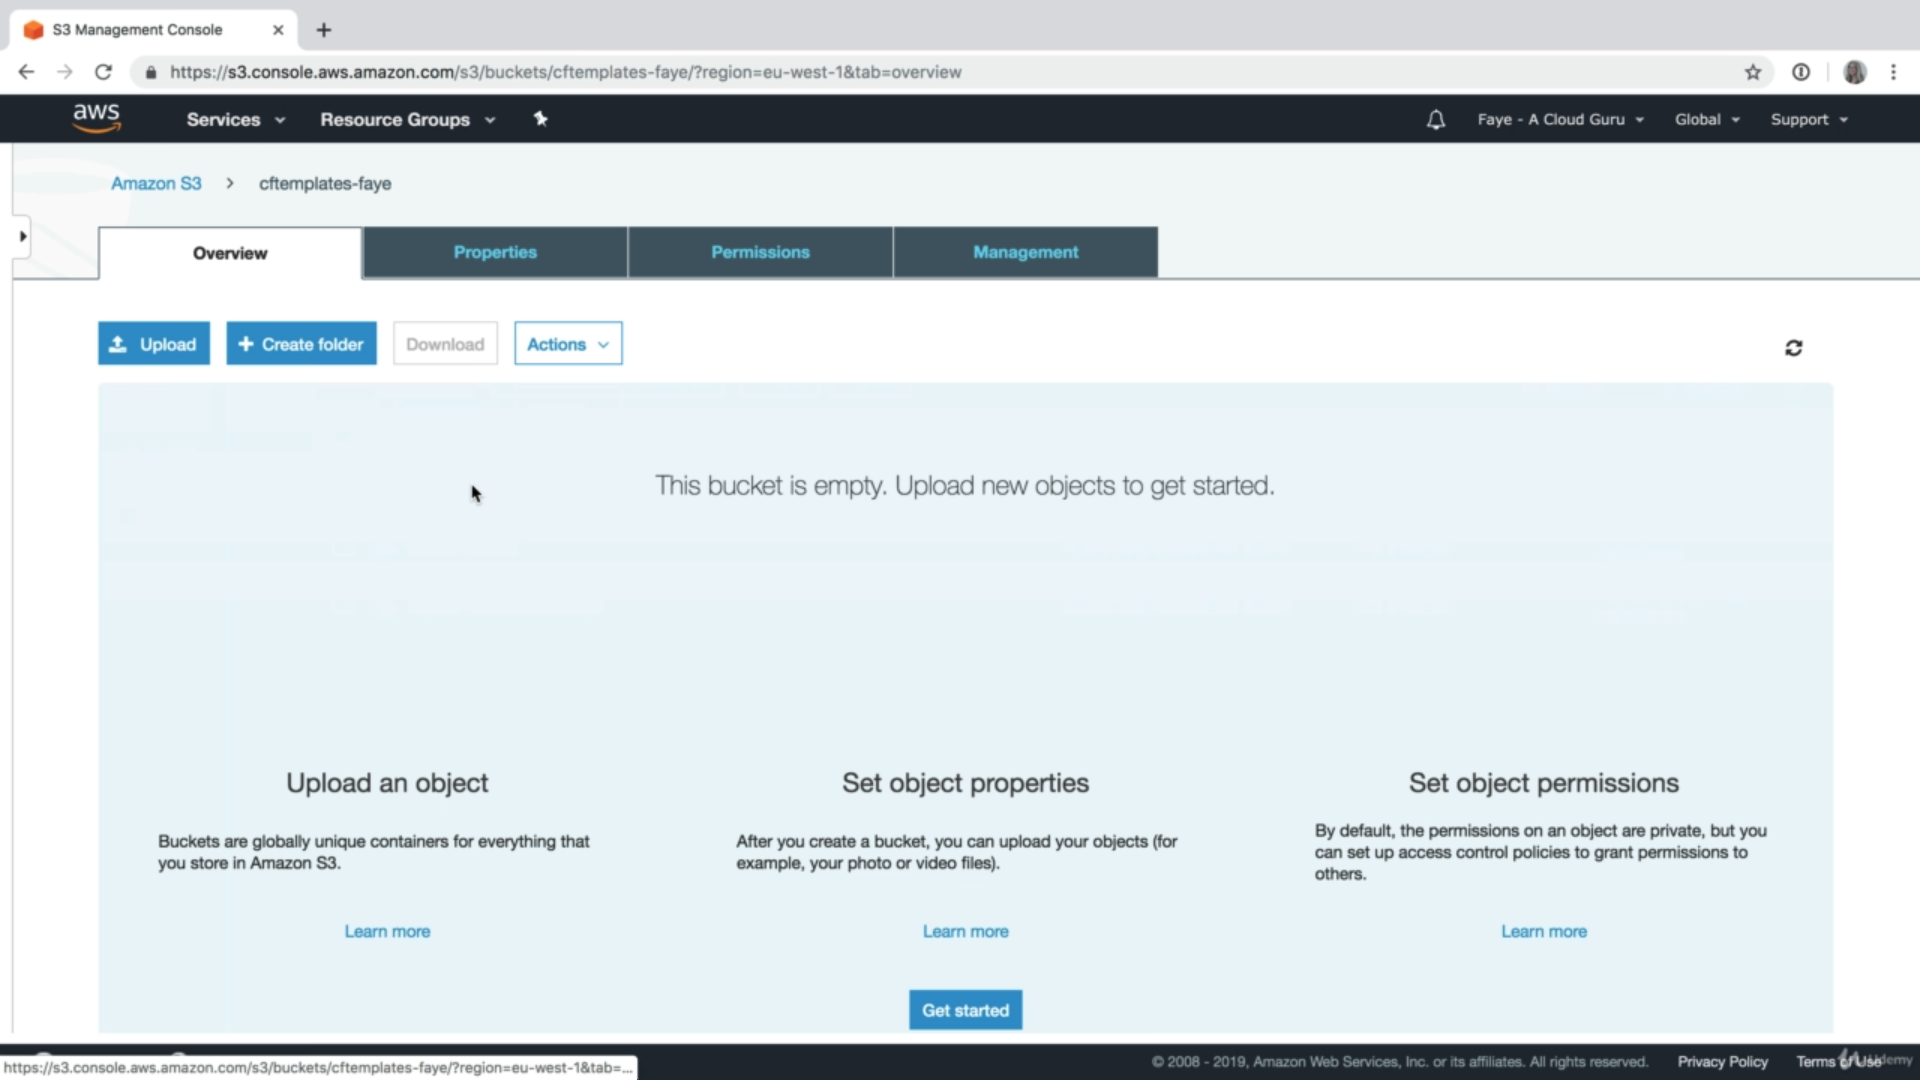 S3 Management Console
https://s3.console.aws.amazon.com/s3/buckets/cftemplates-faye/?region=eu-west-1&tab=overview
aws Services Resource Groups Faye - A Cloud Guru Global Support
Amazon S3 > cftemplates-faye
Overview Properties Permissions Management
Upload + Create folder Download Actions
This bucket is empty. Upload new objects to get started.
Upload an object Set object properties Set object permissions
Buckets are globally unique containers for everything that
you store in Amazon S3.
After you create a bucket, you can upload your objects (for
example, your photo or video files).
By default, the permissions on an object are private, but you
can set up access control policies to grant permissions to
others.
Learn more Learn more Learn more
Get started
https://s3.console.aws.amazon.com/s3/buckets/cftemplates-faye/?region=eu-west-1&tab=...
© 2008 - 2019, Amazon Web Services, Inc. or its affiliates. All rights reserved. Privacy Policy Terms of Use